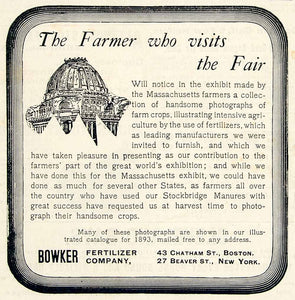 The Farmer who visits
the Fair
Will notice in the exhibit made by
the Massachusetts farmers a collec-
tion of handsome photographs of
farm crops, illustrating intensive agri-
culture by the use of fertilizers, which
as leading manufacturers we were
invited to furnish, and which we
have taken pleasure in presenting as our contribution to the
farmers' part of the great world's exhibition; and while we
have done this for the Massachusetts exhibit, we could have
done as much for several other States, as farmers all over
the country who have used our Stockbridge Manures with
great success have requested us at harvest time to photo-
graph their handsome crops.
Many of these photographs are shown in our illus-
trated catalogue for 1893, mailed free to any address.
BOWKER FERTILIZER COMPANY, 43 CHATHAM ST., BOSTON.
27 BEAVER ST., NEW YORK.